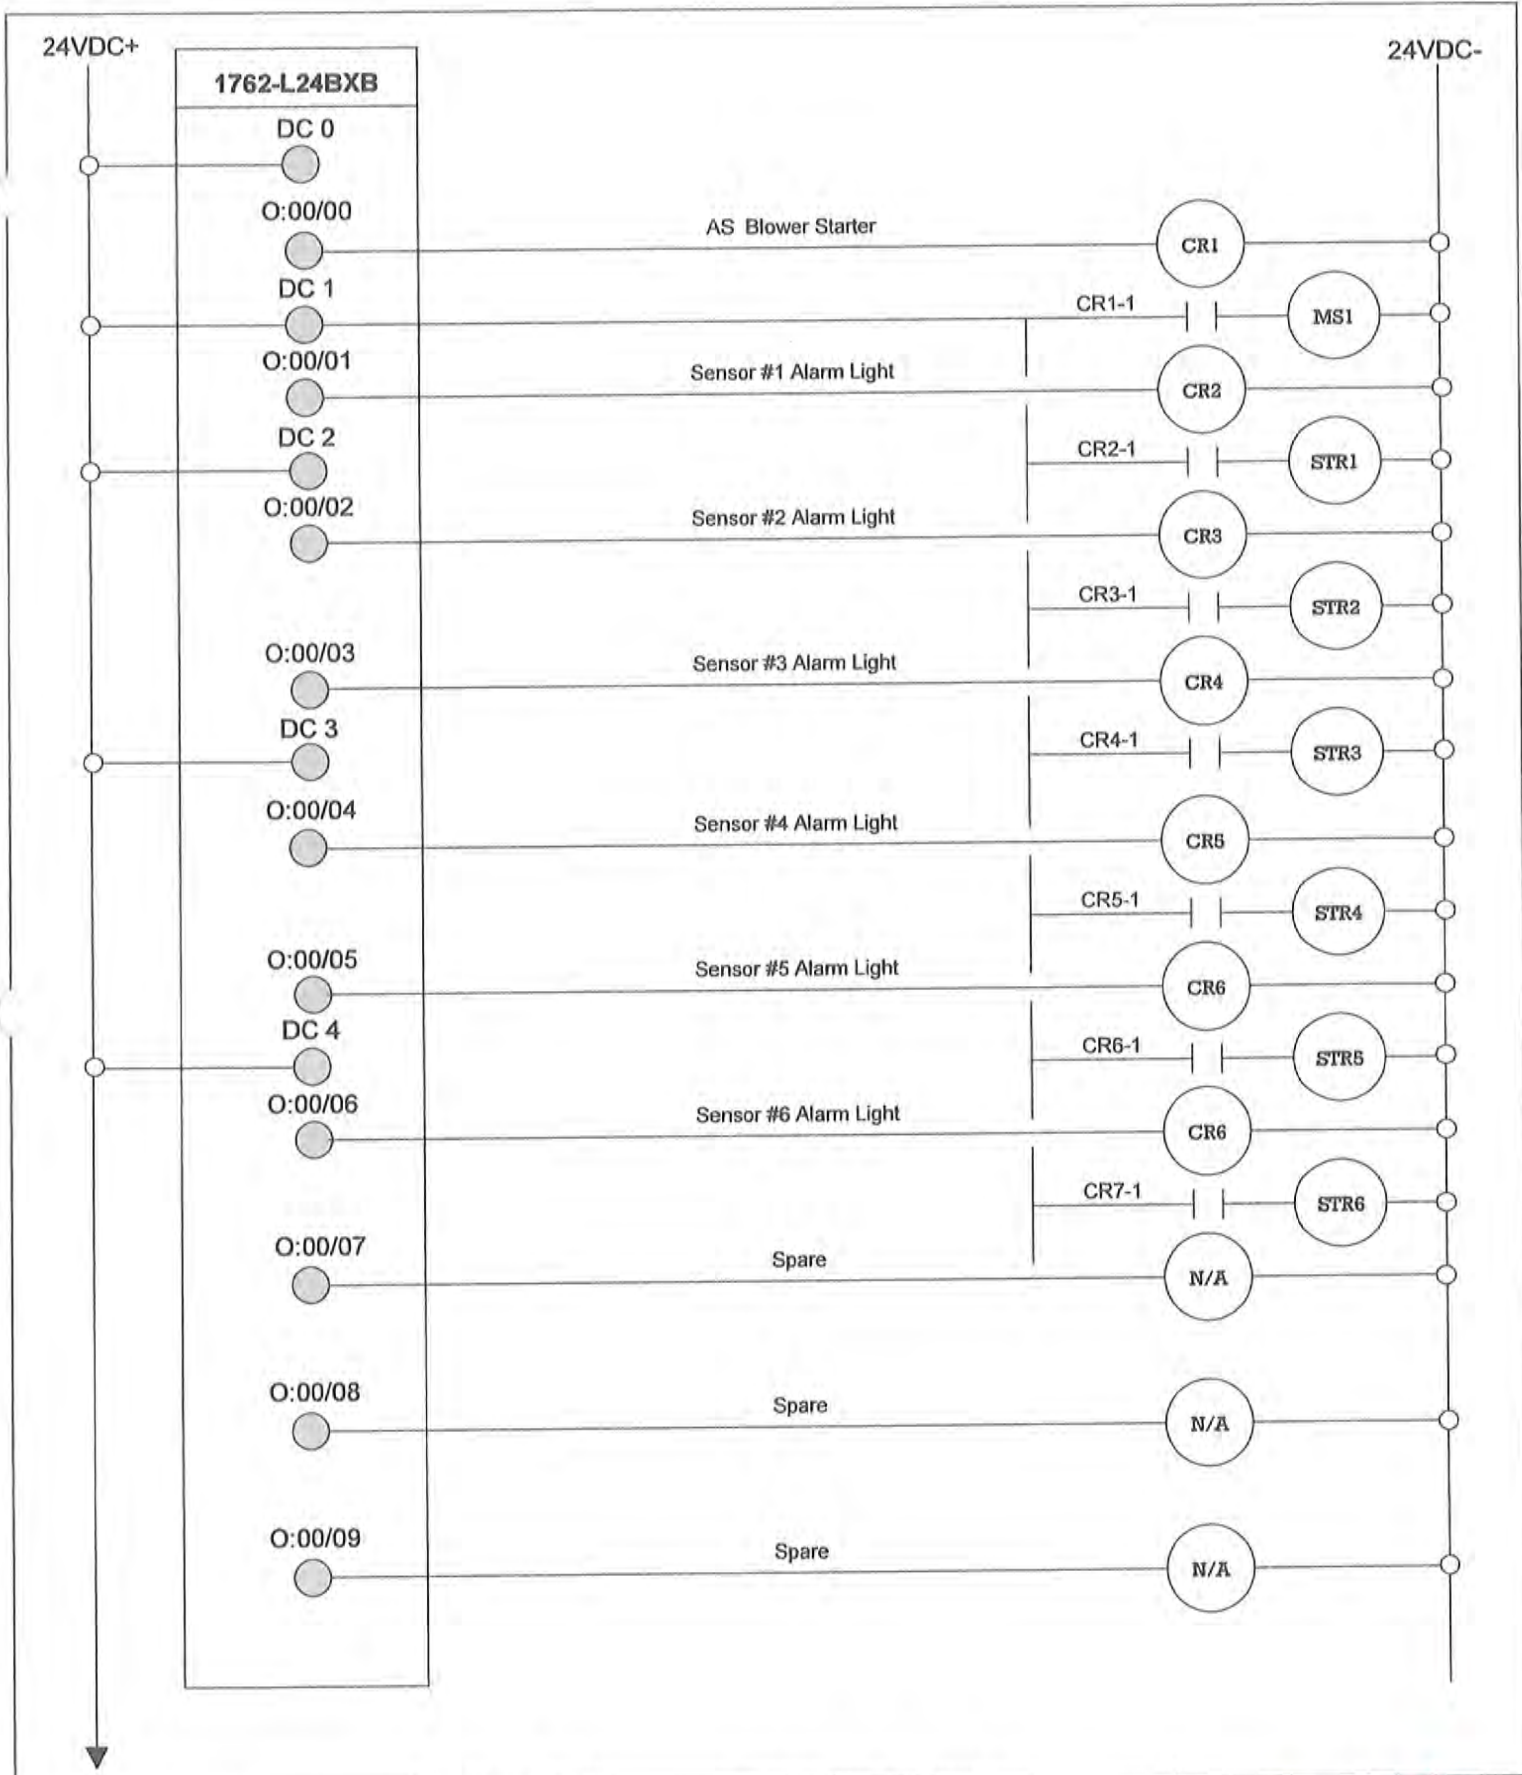 24VDC+
24VDC-
1762-L24BXB
DC 0
O:00/00
AS Blower Starter
CR1
DC 1
CR1-1
MS1
O:00/01
Sensor #1 Alarm Light
CR2
DC 2
CR2-1
STR1
O:00/02
Sensor #2 Alarm Light
CR3
CR3-1
STR2
O:00/03
Sensor #3 Alarm Light
CR4
DC 3
CR4-1
STR3
O:00/04
Sensor #4 Alarm Light
CR5
CR5-1
STR4
O:00/05
Sensor #5 Alarm Light
CR6
DC 4
CR6-1
STR5
O:00/06
Sensor #6 Alarm Light
CR6
CR7-1
STR6
O:00/07
Spare
N/A
O:00/08
Spare
N/A
O:00/09
Spare
N/A